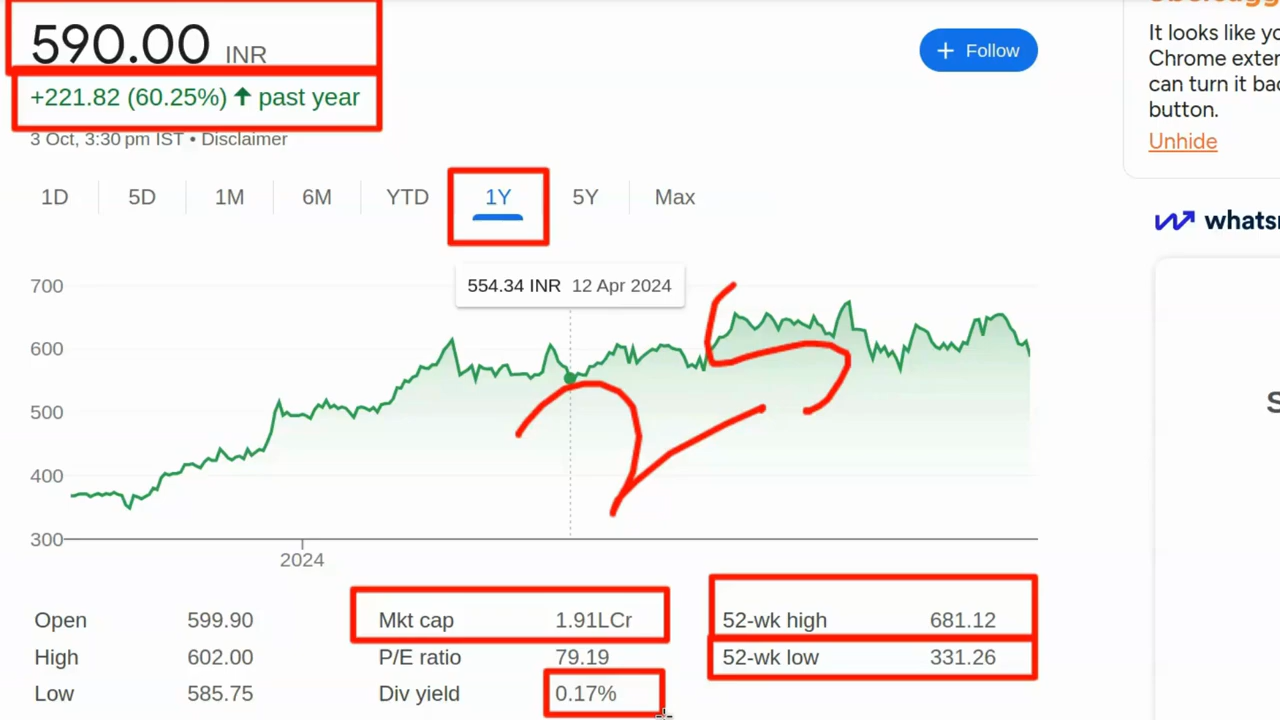 590.00 INR
+ Follow
+221.82 (60.25%) ↑ past year
3 Oct, 3:30 pm IST • Disclaimer
1D 5D 1M 6M YTD 1Y 5Y Max
554.34 INR 12 Apr 2024
700
600
500
400
300
2024
25
Open 599.90 Mkt cap 1.91LCr 52-wk high 681.12
High 602.00 P/E ratio 79.19 52-wk low 331.26
Low 585.75 Div yield 0.17%
It looks like
Chrome
can turn it
button.
Unhide